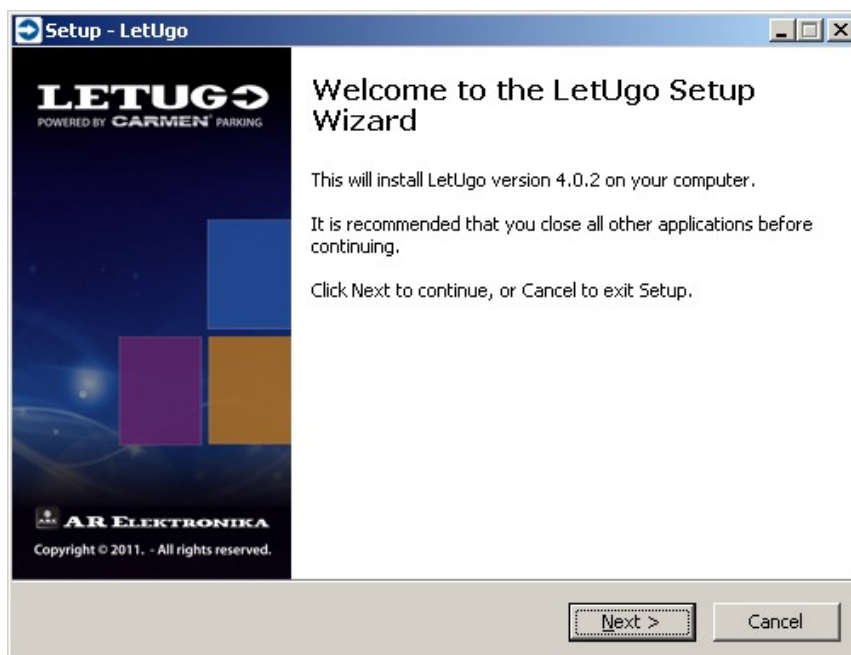 Setup - LetUgo
LETUGO
POWERED BY CARMEN® PARKING
Welcome to the LetUgo Setup
Wizard
This will install LetUgo version 4.0.2 on your computer.
It is recommended that you close all other applications before
continuing.
Click Next to continue, or Cancel to exit Setup.
AR ELEKTRONIKA
Copyright © 2011. - All rights reserved.
Next >
Cancel